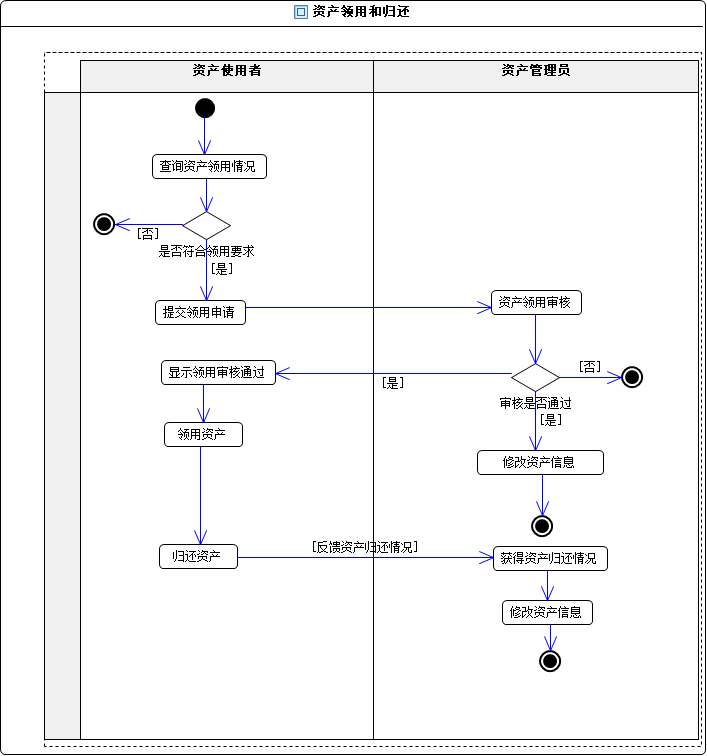 资产领用和归还
资产使用者
资产管理员
查询资产领用情况
[否]
是否符合领用要求
[是]
提交领用申请
资产领用审核
显示领用审核通过
[是]
[否]
审核是否通过
[是]
领用资产
修改资产信息
归还资产
[反馈资产归还情况]
获得资产归还情况
修改资产信息